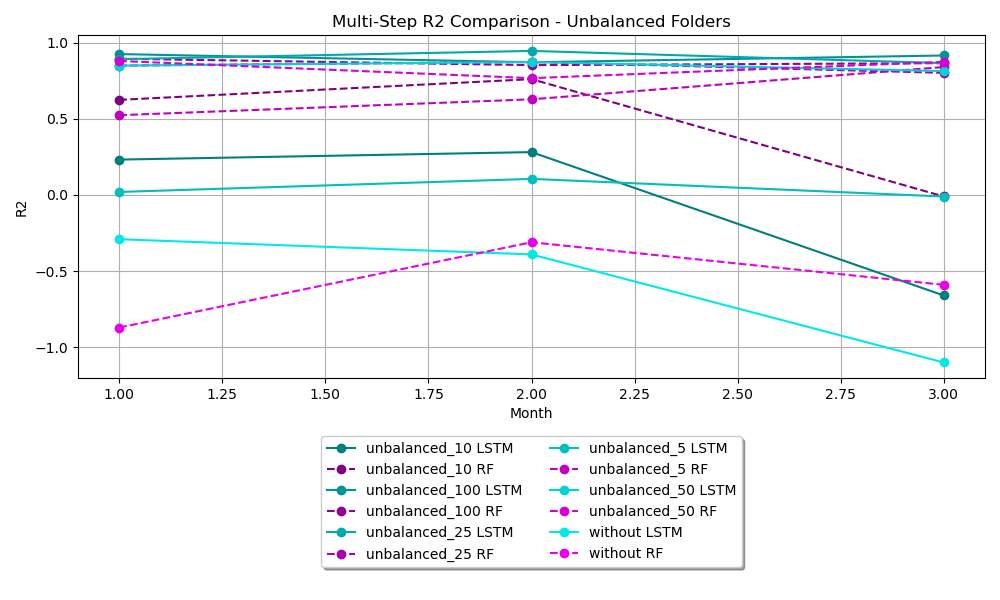 Multi-Step R2 Comparison - Unbalanced Folders
1.0
0.5
0.0
−0.5
−1.0
R2
1.00 1.25 1.50 1.75 2.00 2.25 2.50 2.75 3.00
Month
unbalanced_10 LSTM
unbalanced_10 RF
unbalanced_100 LSTM
unbalanced_100 RF
unbalanced_25 LSTM
unbalanced_25 RF
unbalanced_5 LSTM
unbalanced_5 RF
unbalanced_50 LSTM
unbalanced_50 RF
without LSTM
without RF